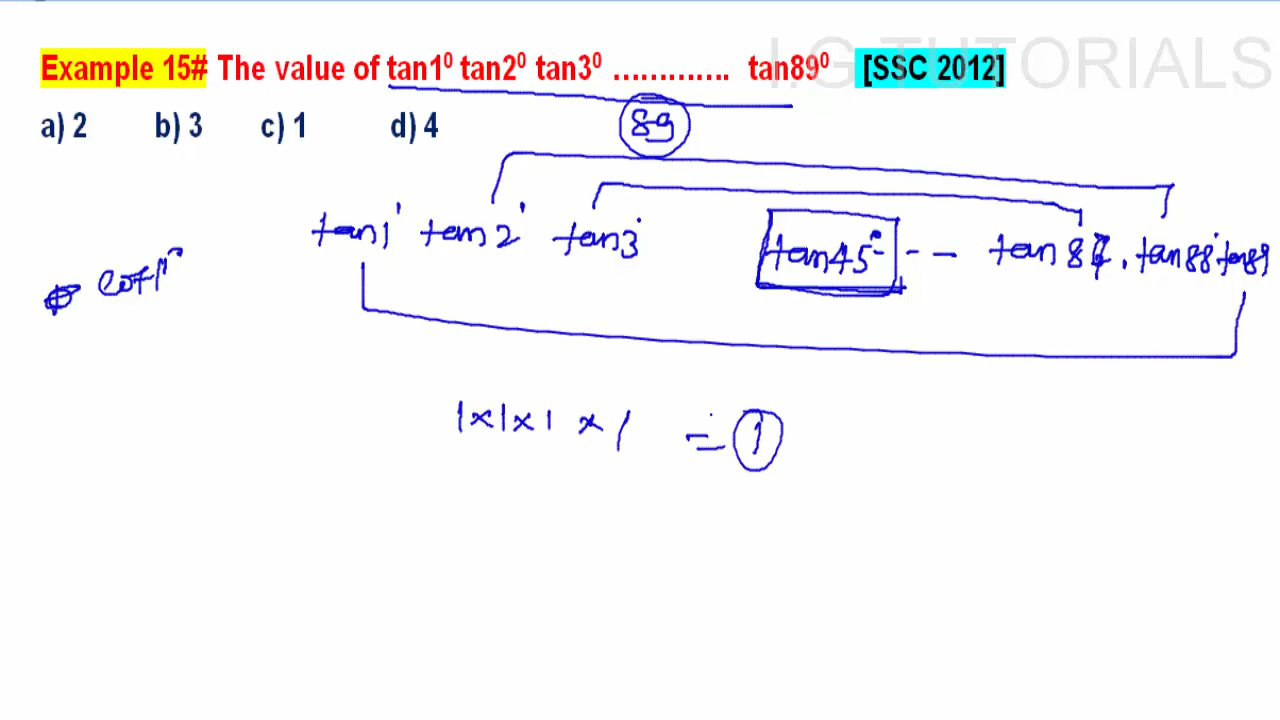 I.G TUTORIALS
Example 15# The value of tan1⁰ tan2⁰ tan3⁰ ............. tan89⁰ [SSC 2012]
a) 2 b) 3 c) 1 d) 4
89
tan1° tan2° tan3° tan45° - - tan87. tan88° tan89
cot1°
1×1×1 × 1 = 1